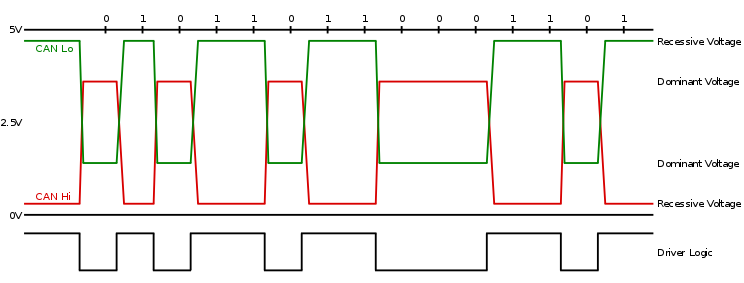 0 1 0 1 1 0 1 1 0 0 0 1 1 0 1
5V
Recessive Voltage
CAN Lo
Dominant Voltage
2.5V
Dominant Voltage
CAN Hi
Recessive Voltage
0V
Driver Logic